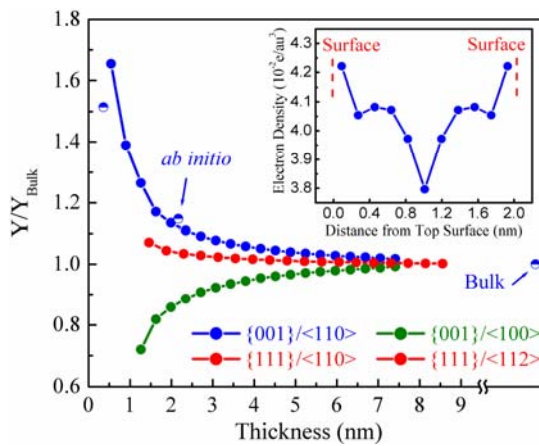 Y/Y_Bulk
1.8
1.6
1.4
1.2
1.0
0.8
0.6
0 1 2 3 4 5 6 7 8 9
Thickness (nm)
ab initio
Bulk
{001}/<110> {001}/<100>
{111}/<110> {111}/<112>
Surface Surface
Electron Density (10⁻²e/au³)
4.3
4.2
4.1
4.0
3.9
3.8
0.0 0.4 0.8 1.2 1.6 2.0
Distance from Top Surface (nm)